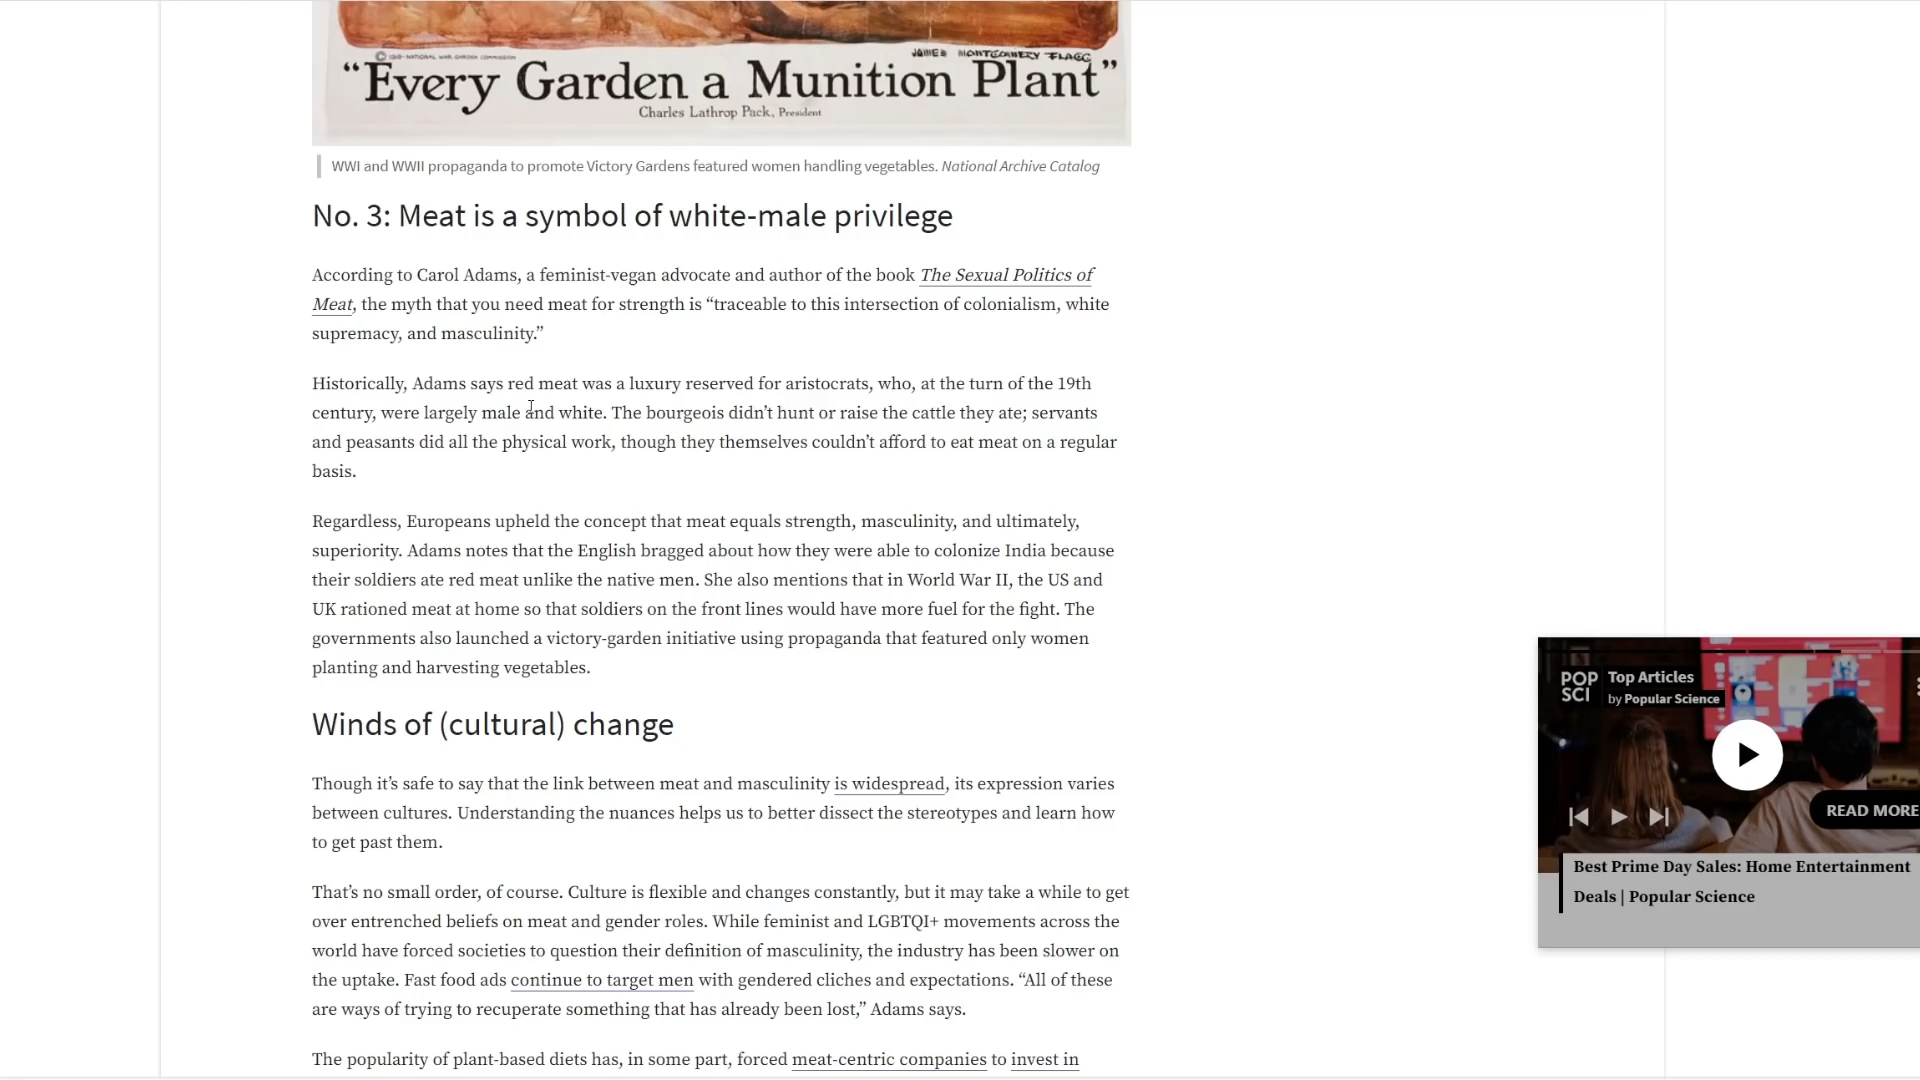 © 1918 - NATIONAL WAR GARDEN COMMISSION
JAMES MONTGOMERY FLAGG
“Every Garden a Munition Plant”
Charles Lathrop Pack, President
WWI and WWII propaganda to promote Victory Gardens featured women handling vegetables. National Archive Catalog
No. 3: Meat is a symbol of white-male privilege
According to Carol Adams, a feminist-vegan advocate and author of the book The Sexual Politics of
Meat, the myth that you need meat for strength is “traceable to this intersection of colonialism, white
supremacy, and masculinity.”
Historically, Adams says red meat was a luxury reserved for aristocrats, who, at the turn of the 19th
century, were largely male and white. The bourgeois didn’t hunt or raise the cattle they ate; servants
and peasants did all the physical work, though they themselves couldn’t afford to eat meat on a regular
basis.
Regardless, Europeans upheld the concept that meat equals strength, masculinity, and ultimately,
superiority. Adams notes that the English bragged about how they were able to colonize India because
their soldiers ate red meat unlike the native men. She also mentions that in World War II, the US and
UK rationed meat at home so that soldiers on the front lines would have more fuel for the fight. The
governments also launched a victory-garden initiative using propaganda that featured only women
planting and harvesting vegetables.
Winds of (cultural) change
Though it’s safe to say that the link between meat and masculinity is widespread, its expression varies
between cultures. Understanding the nuances helps us to better dissect the stereotypes and learn how
to get past them.
That’s no small order, of course. Culture is flexible and changes constantly, but it may take a while to get
over entrenched beliefs on meat and gender roles. While feminist and LGBTQI+ movements across the
world have forced societies to question their definition of masculinity, the industry has been slower on
the uptake. Fast food ads continue to target men with gendered cliches and expectations. “All of these
are ways of trying to recuperate something that has already been lost,” Adams says.
The popularity of plant-based diets has, in some part, forced meat-centric companies to invest in
POP
SCI
Top Articles
by Popular Science
READ MORE
Best Prime Day Sales: Home Entertainment
Deals | Popular Science